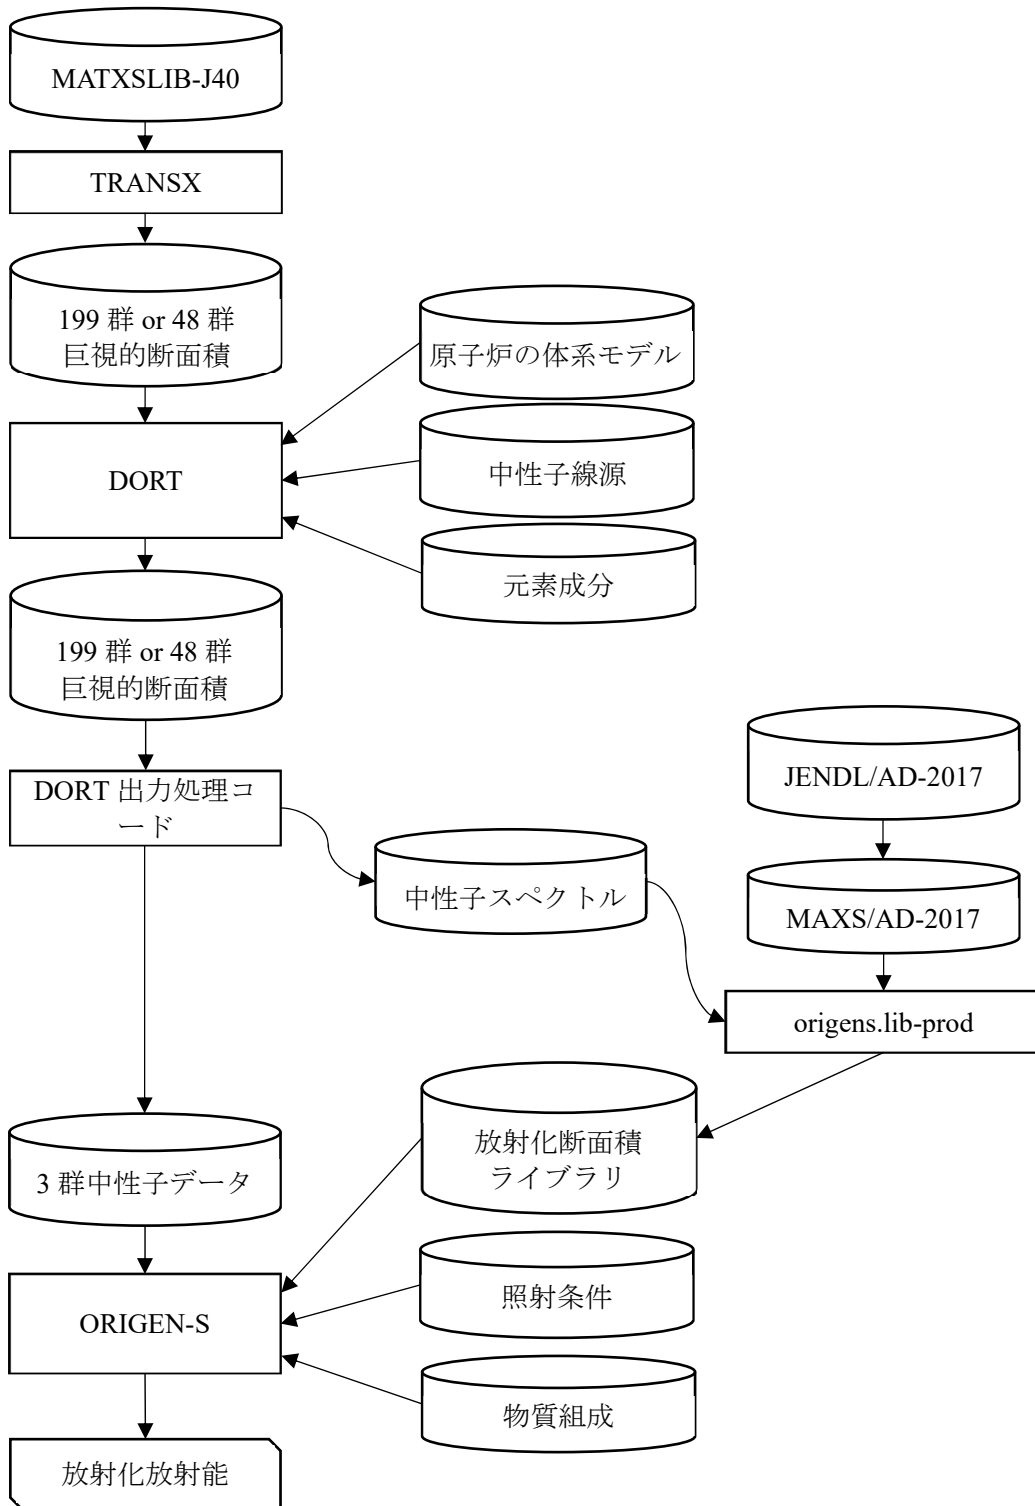 MATXSLIB-J40
TRANSX
199 群 or 48 群
巨視的断面積
原子炉の体系モデル
DORT
中性子線源
元素成分
199 群 or 48 群
巨視的断面積
JENDL/AD-2017
DORT 出力処理コ
ード
中性子スペクトル
MAXS/AD-2017
origens.lib-prod
放射化断面積
ライブラリ
3 群中性子データ
照射条件
ORIGEN-S
物質組成
放射化放射能